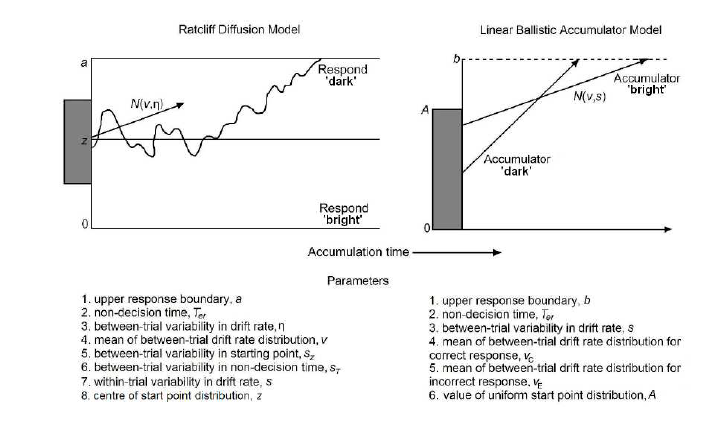 Ratcliff Diffusion Model
a
N(v,η)
z
0
Respond
'dark'
Respond
'bright'
Linear Ballistic Accumulator Model
b
A
0
N(v,s)
Accumulator
'bright'
Accumulator
'dark'
Accumulation time
Parameters
1. upper response boundary, a
2. non-decision time, Ter
3. between-trial variability in drift rate, η
4. mean of between-trial drift rate distribution, v
5. between-trial variability in starting point, sz
6. between-trial variability in non-decision time, sT
7. within-trial variability in drift rate, s
8. centre of start point distribution, z
1. upper response boundary, b
2. non-decision time, Ter
3. between-trial variability in drift rate, s
4. mean of between-trial drift rate distribution for
correct response, vC
5. mean of between-trial drift rate distribution for
incorrect response, vE
6. value of uniform start point distribution, A